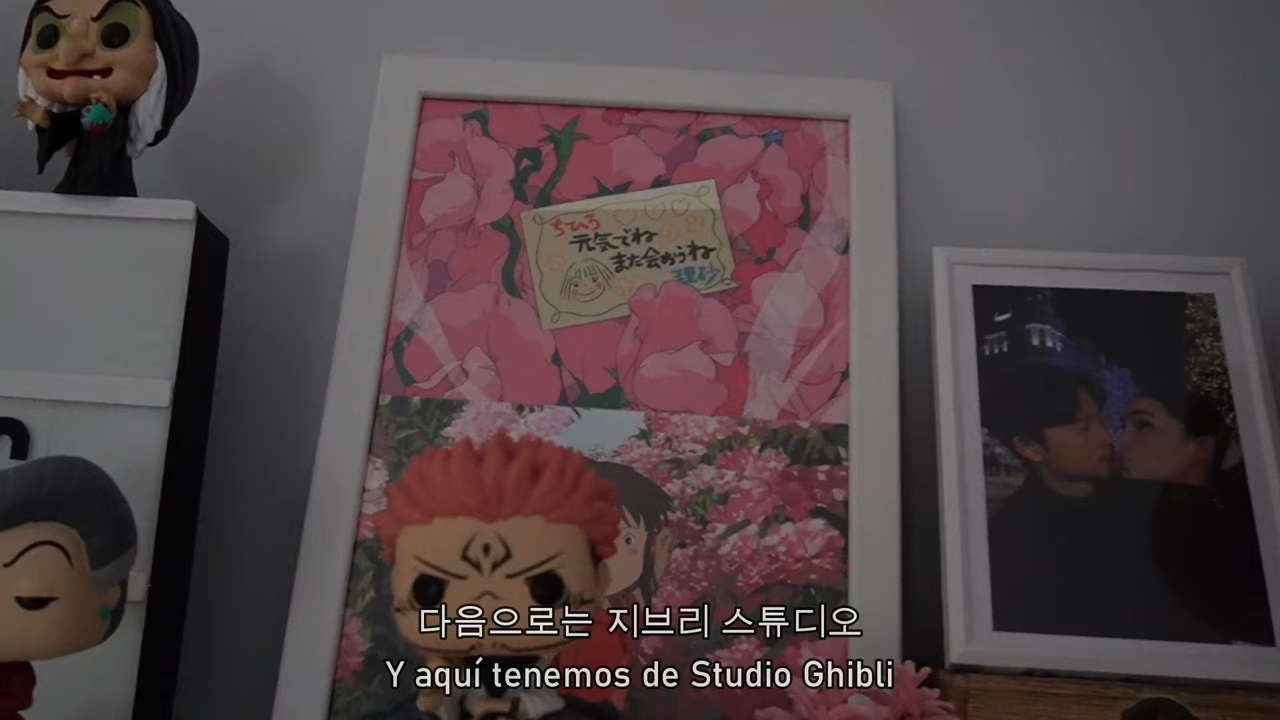 ちひろ
元気でね
また会おうね
理砂
다음으로는 지브리 스튜디오
Y aquí tenemos de Studio Ghibli